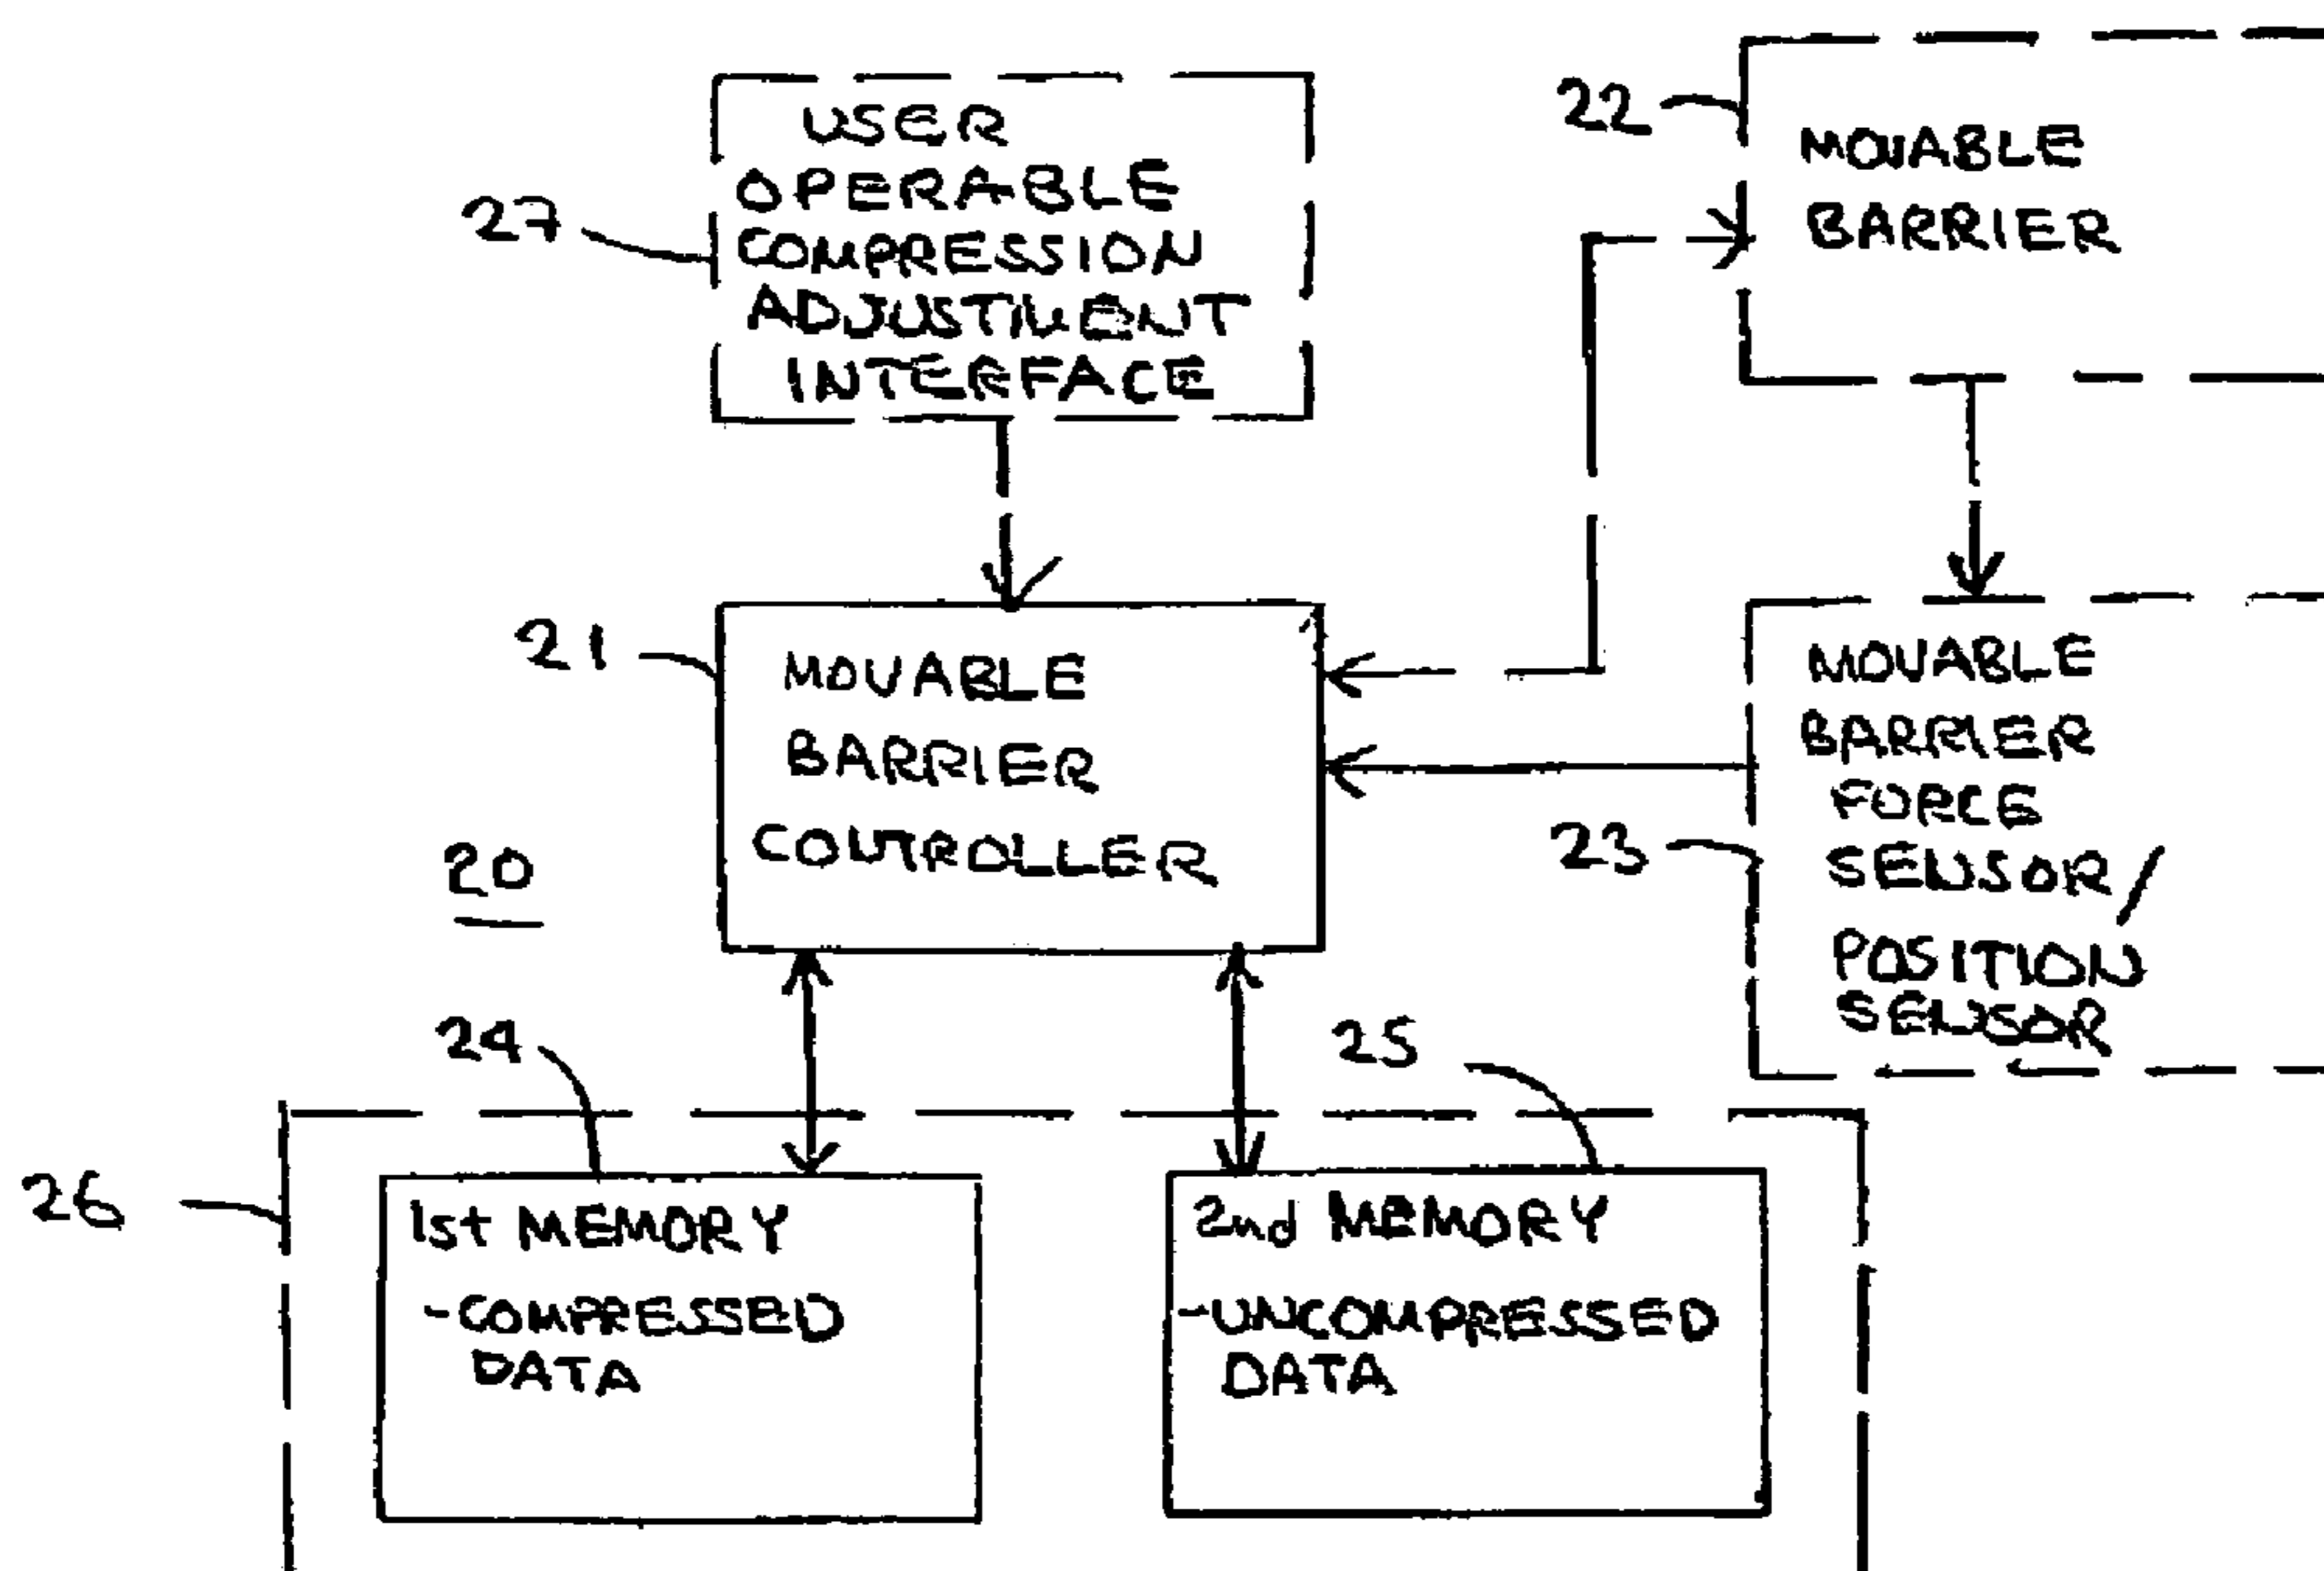 27
USER
OPERABLE
COMPRESSION
ADJUSTMENT
INTERFACE
22
MOVABLE
BARRIER
21
MOVABLE
BARRIER
CONTROLLER
20
23
MOVABLE
BARRIER
FORCE
SENSOR/
POSITION
SENSOR
24
25
26
1st MEMORY
-COMPRESSED
DATA
2nd MEMORY
-UNCOMPRESSED
DATA